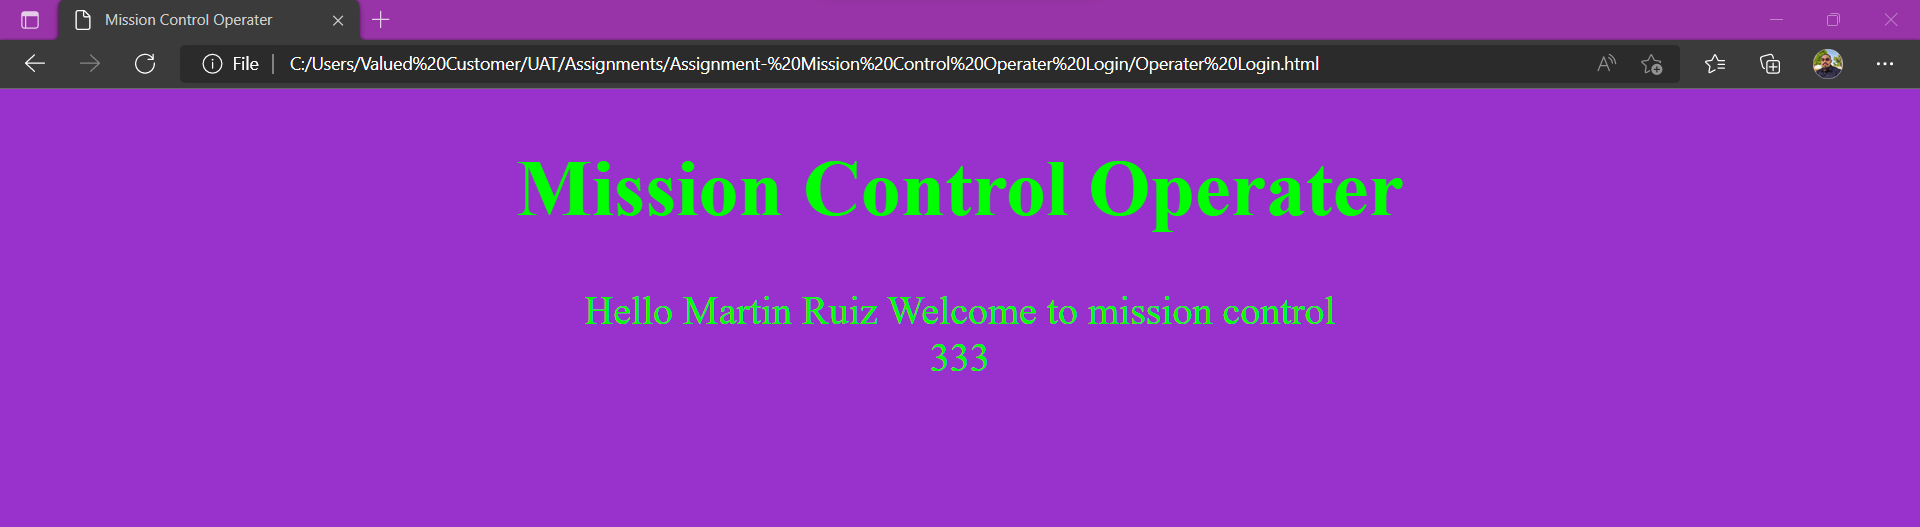 Mission Control Operater
File
C:/Users/Valued%20Customer/UAT/Assignments/Assignment-%20Mission%20Control%20Operater%20Login/Operater%20Login.html
Mission Control Operater
Hello Martin Ruiz Welcome to mission control
333